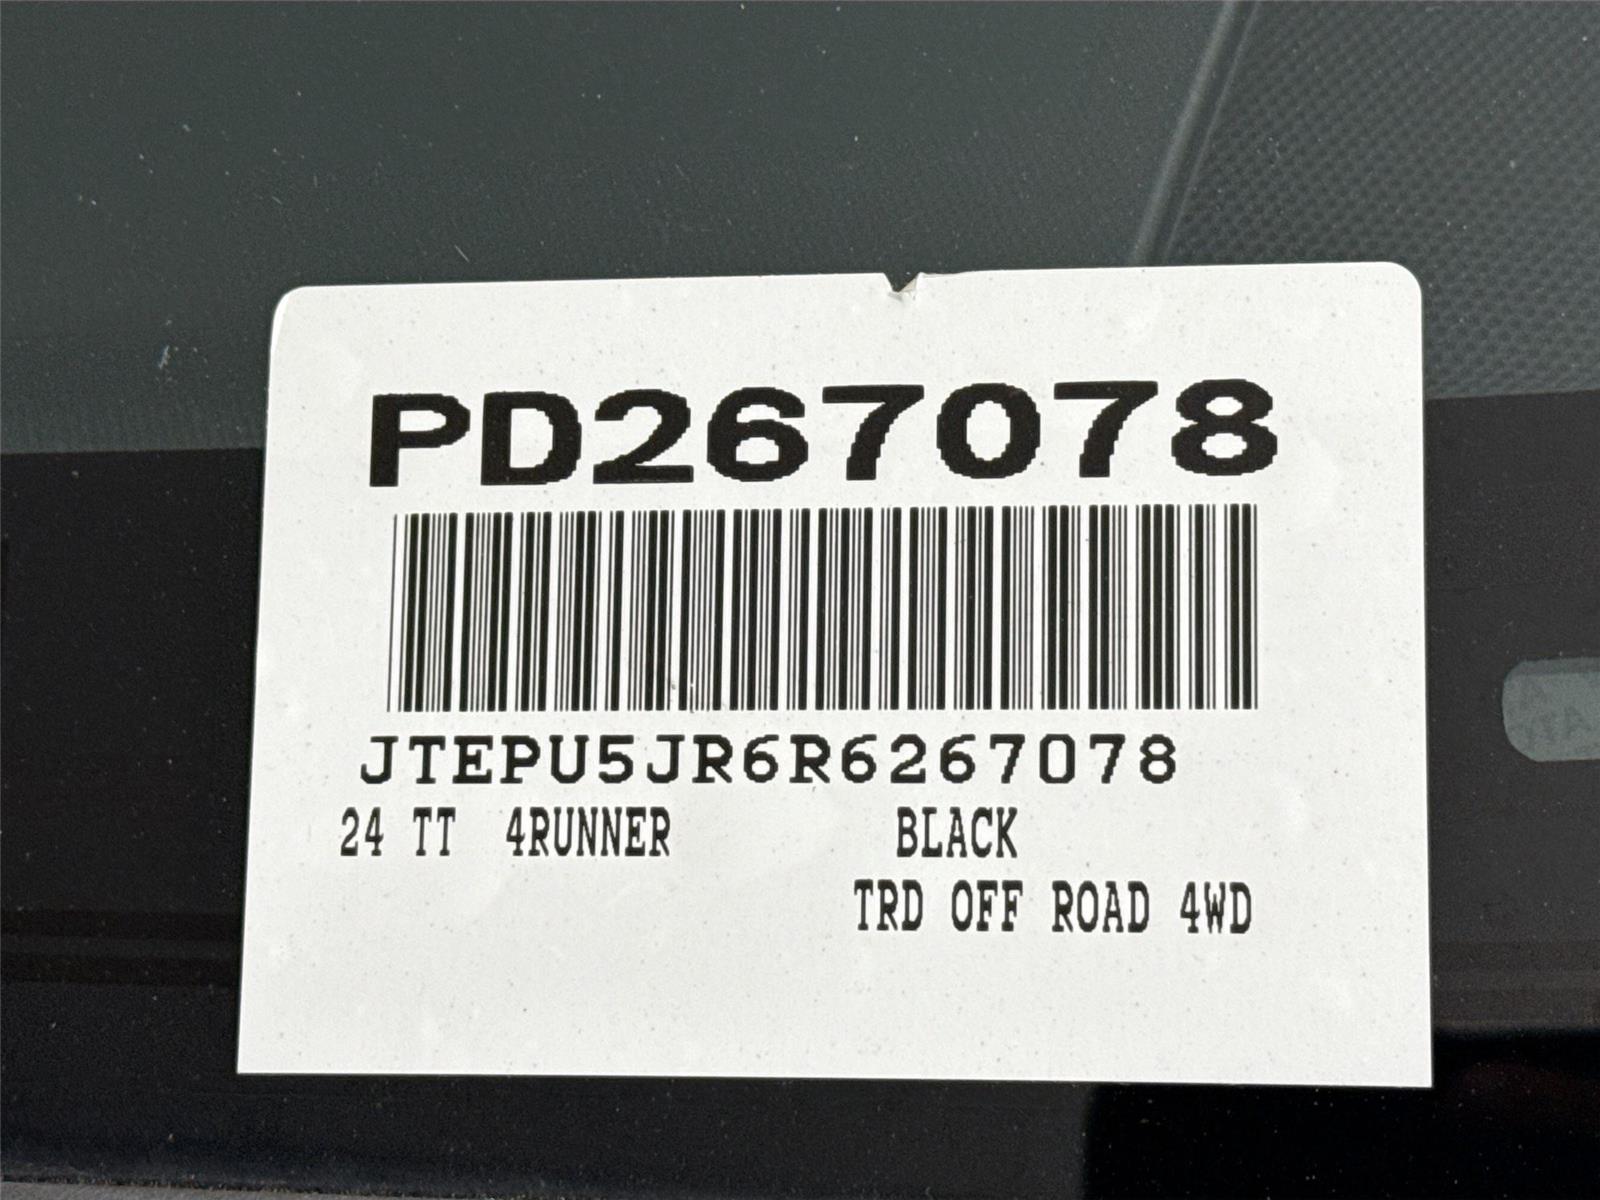 PD267078
JTEPU5JR6R6267078
24 TT 4RUNNER BLACK
TRD OFF ROAD 4WD